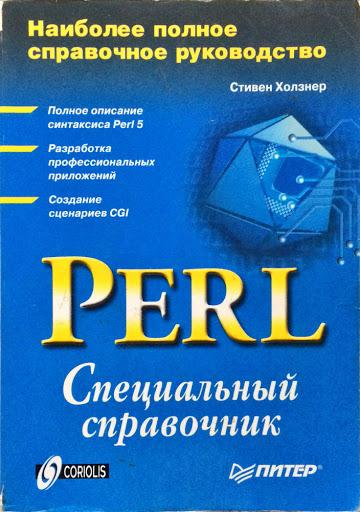 Наиболее полное
справочное руководство
Стивен Холзнер
Полное описание
синтаксиса Perl 5
Разработка
профессиональных
приложений
Создание
сценариев CGI
PERL
Специальный
справочник
CORIOLIS
ПИТЕР